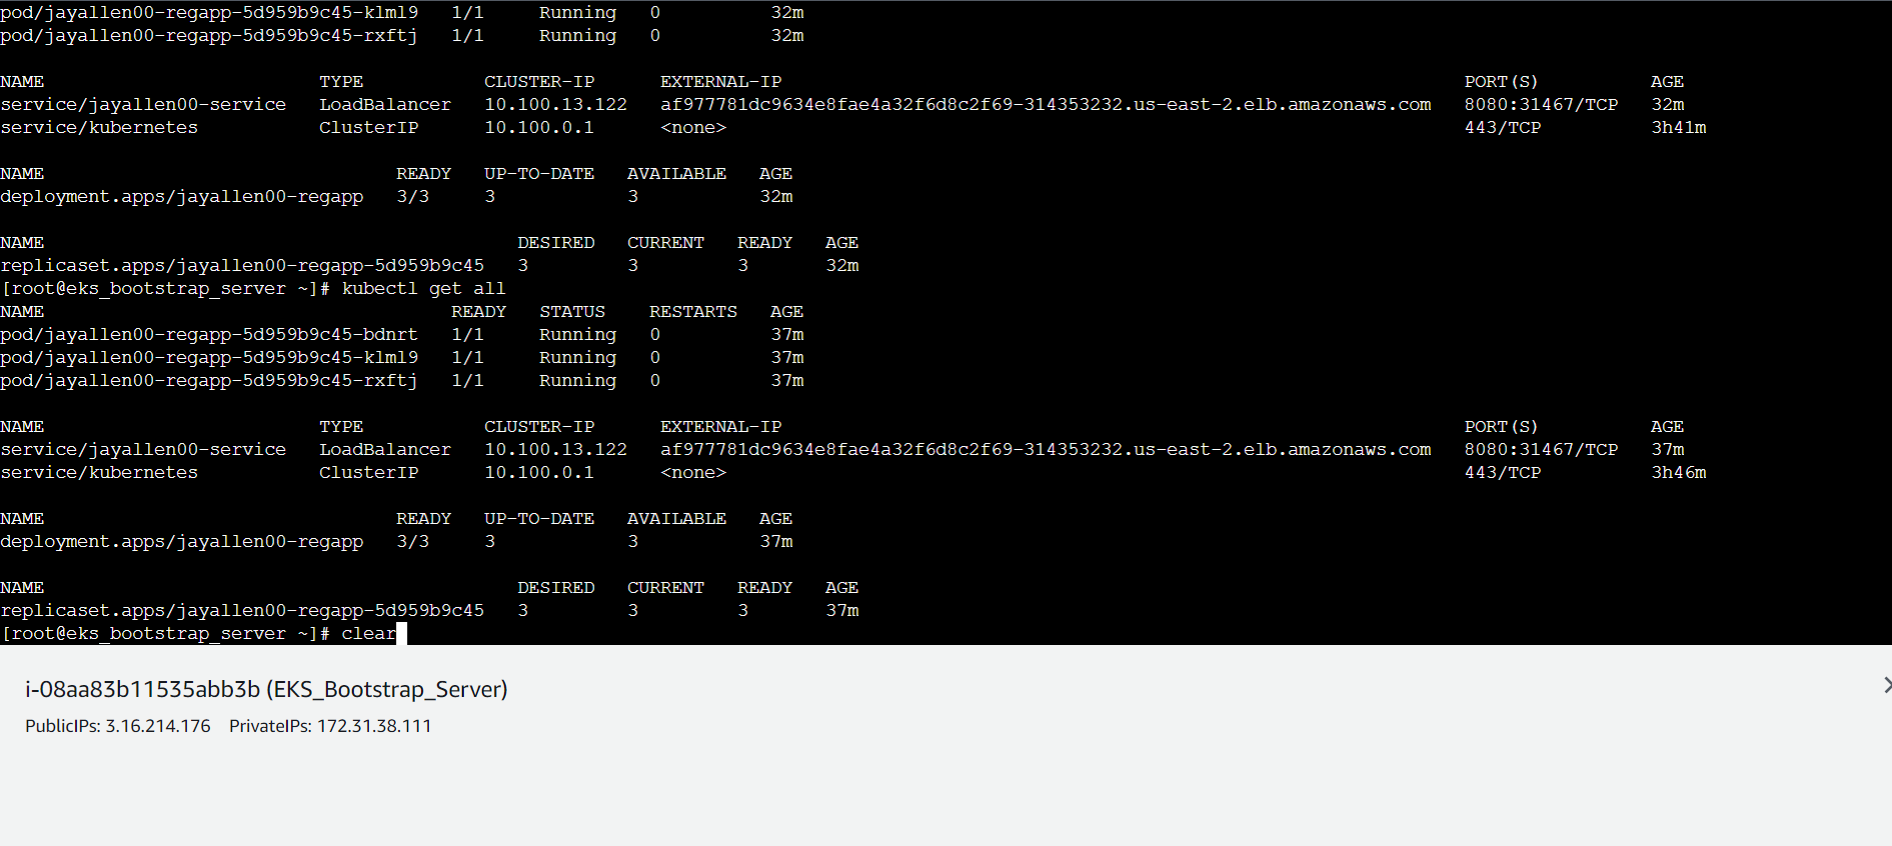 pod/jayallen00-regapp-5d959b9c45-klml9   1/1     Running   0          32m
pod/jayallen00-regapp-5d959b9c45-rxftj   1/1     Running   0          32m
NAME                         TYPE           CLUSTER-IP      EXTERNAL-IP                                                              PORT(S)          AGE
service/jayallen00-service   LoadBalancer   10.100.13.122   af977781dc9634e8fae4a32f6d8c2f69-314353232.us-east-2.elb.amazonaws.com   8080:31467/TCP   32m
service/kubernetes           ClusterIP      10.100.0.1      <none>                                                                   443/TCP          3h41m
NAME                                READY   UP-TO-DATE   AVAILABLE   AGE
deployment.apps/jayallen00-regapp   3/3     3            3           32m
NAME                                           DESIRED   CURRENT   READY   AGE
replicaset.apps/jayallen00-regapp-5d959b9c45   3         3         3       32m
[root@eks_bootstrap_server ~]# kubectl get all
NAME                                     READY   STATUS    RESTARTS   AGE
pod/jayallen00-regapp-5d959b9c45-bdnrt   1/1     Running   0          37m
pod/jayallen00-regapp-5d959b9c45-klml9   1/1     Running   0          37m
pod/jayallen00-regapp-5d959b9c45-rxftj   1/1     Running   0          37m
NAME                         TYPE           CLUSTER-IP      EXTERNAL-IP                                                              PORT(S)          AGE
service/jayallen00-service   LoadBalancer   10.100.13.122   af977781dc9634e8fae4a32f6d8c2f69-314353232.us-east-2.elb.amazonaws.com   8080:31467/TCP   37m
service/kubernetes           ClusterIP      10.100.0.1      <none>                                                                   443/TCP          3h46m
NAME                                READY   UP-TO-DATE   AVAILABLE   AGE
deployment.apps/jayallen00-regapp   3/3     3            3           37m
NAME                                           DESIRED   CURRENT   READY   AGE
replicaset.apps/jayallen00-regapp-5d959b9c45   3         3         3       37m
[root@eks_bootstrap_server ~]# clear
i-08aa83b11535abb3b (EKS_Bootstrap_Server)
PublicIPs: 3.16.214.176 PrivateIPs: 172.31.38.111